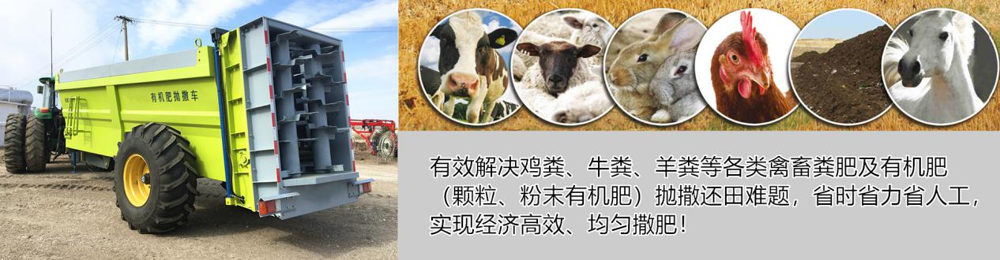 有机肥抛撒车
有效解决鸡粪、牛粪、羊粪等各类禽畜粪肥及有机肥
（颗粒、粉末有机肥）抛撒还田难题，省时省力省人工，
实现经济高效、均匀撒肥！